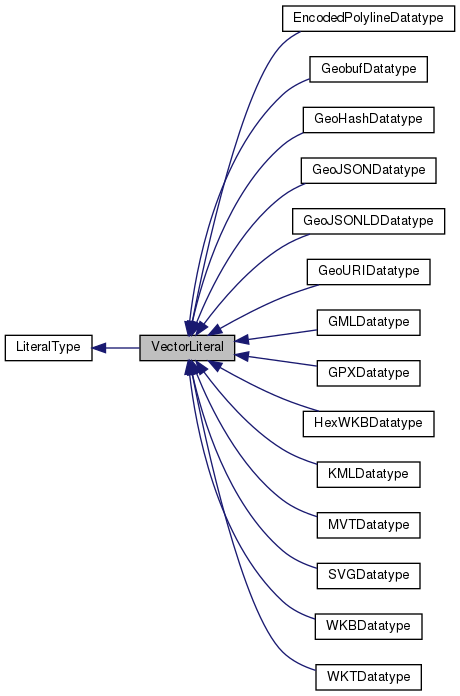 EncodedPolylineDatatype
GeobufDatatype
GeoHashDatatype
GeoJSONDatatype
GeoJSONLDDatatype
GeoURIDatatype
GMLDatatype
LiteralType
VectorLiteral
GPXDatatype
HexWKBDatatype
KMLDatatype
MVTDatatype
SVGDatatype
WKBDatatype
WKTDatatype